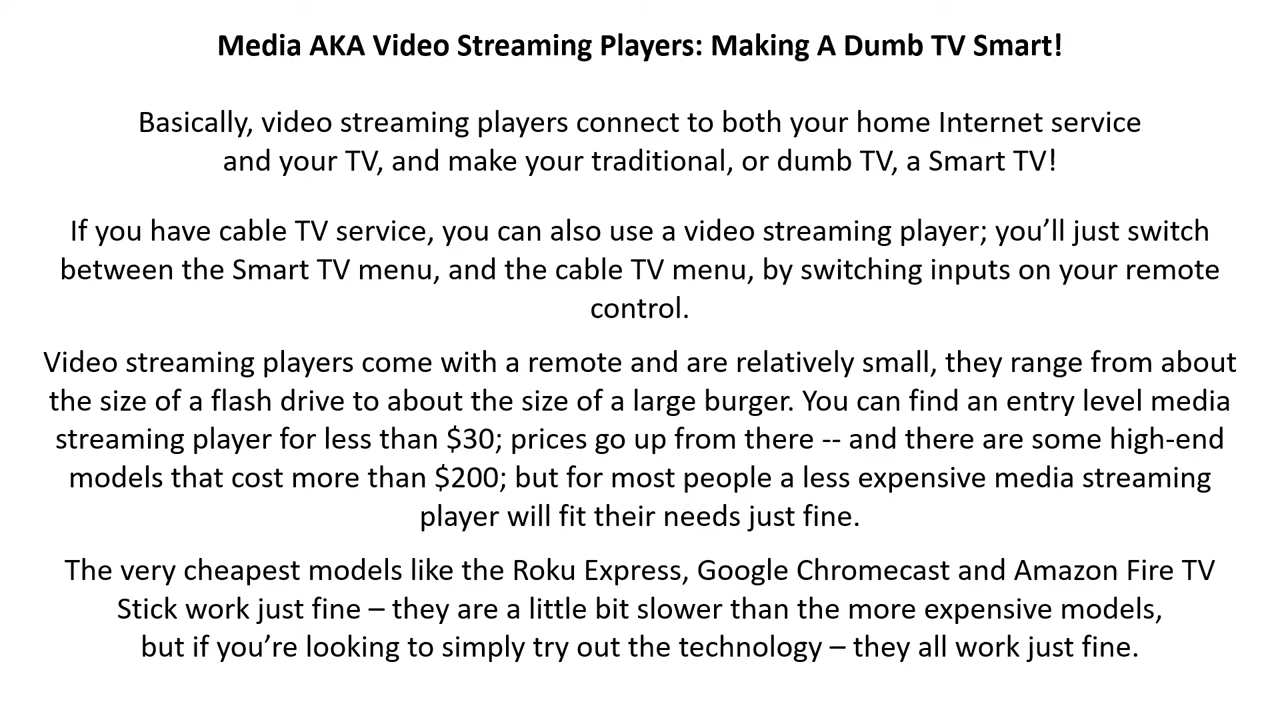 Media AKA Video Streaming Players: Making A Dumb TV Smart!
Basically, video streaming players connect to both your home Internet service
and your TV, and make your traditional, or dumb TV, a Smart TV!
If you have cable TV service, you can also use a video streaming player; you’ll just switch
between the Smart TV menu, and the cable TV menu, by switching inputs on your remote
control.
Video streaming players come with a remote and are relatively small, they range from about
the size of a flash drive to about the size of a large burger. You can find an entry level media
streaming player for less than $30; prices go up from there -- and there are some high-end
models that cost more than $200; but for most people a less expensive media streaming
player will fit their needs just fine.
The very cheapest models like the Roku Express, Google Chromecast and Amazon Fire TV
Stick work just fine – they are a little bit slower than the more expensive models,
but if you’re looking to simply try out the technology – they all work just fine.